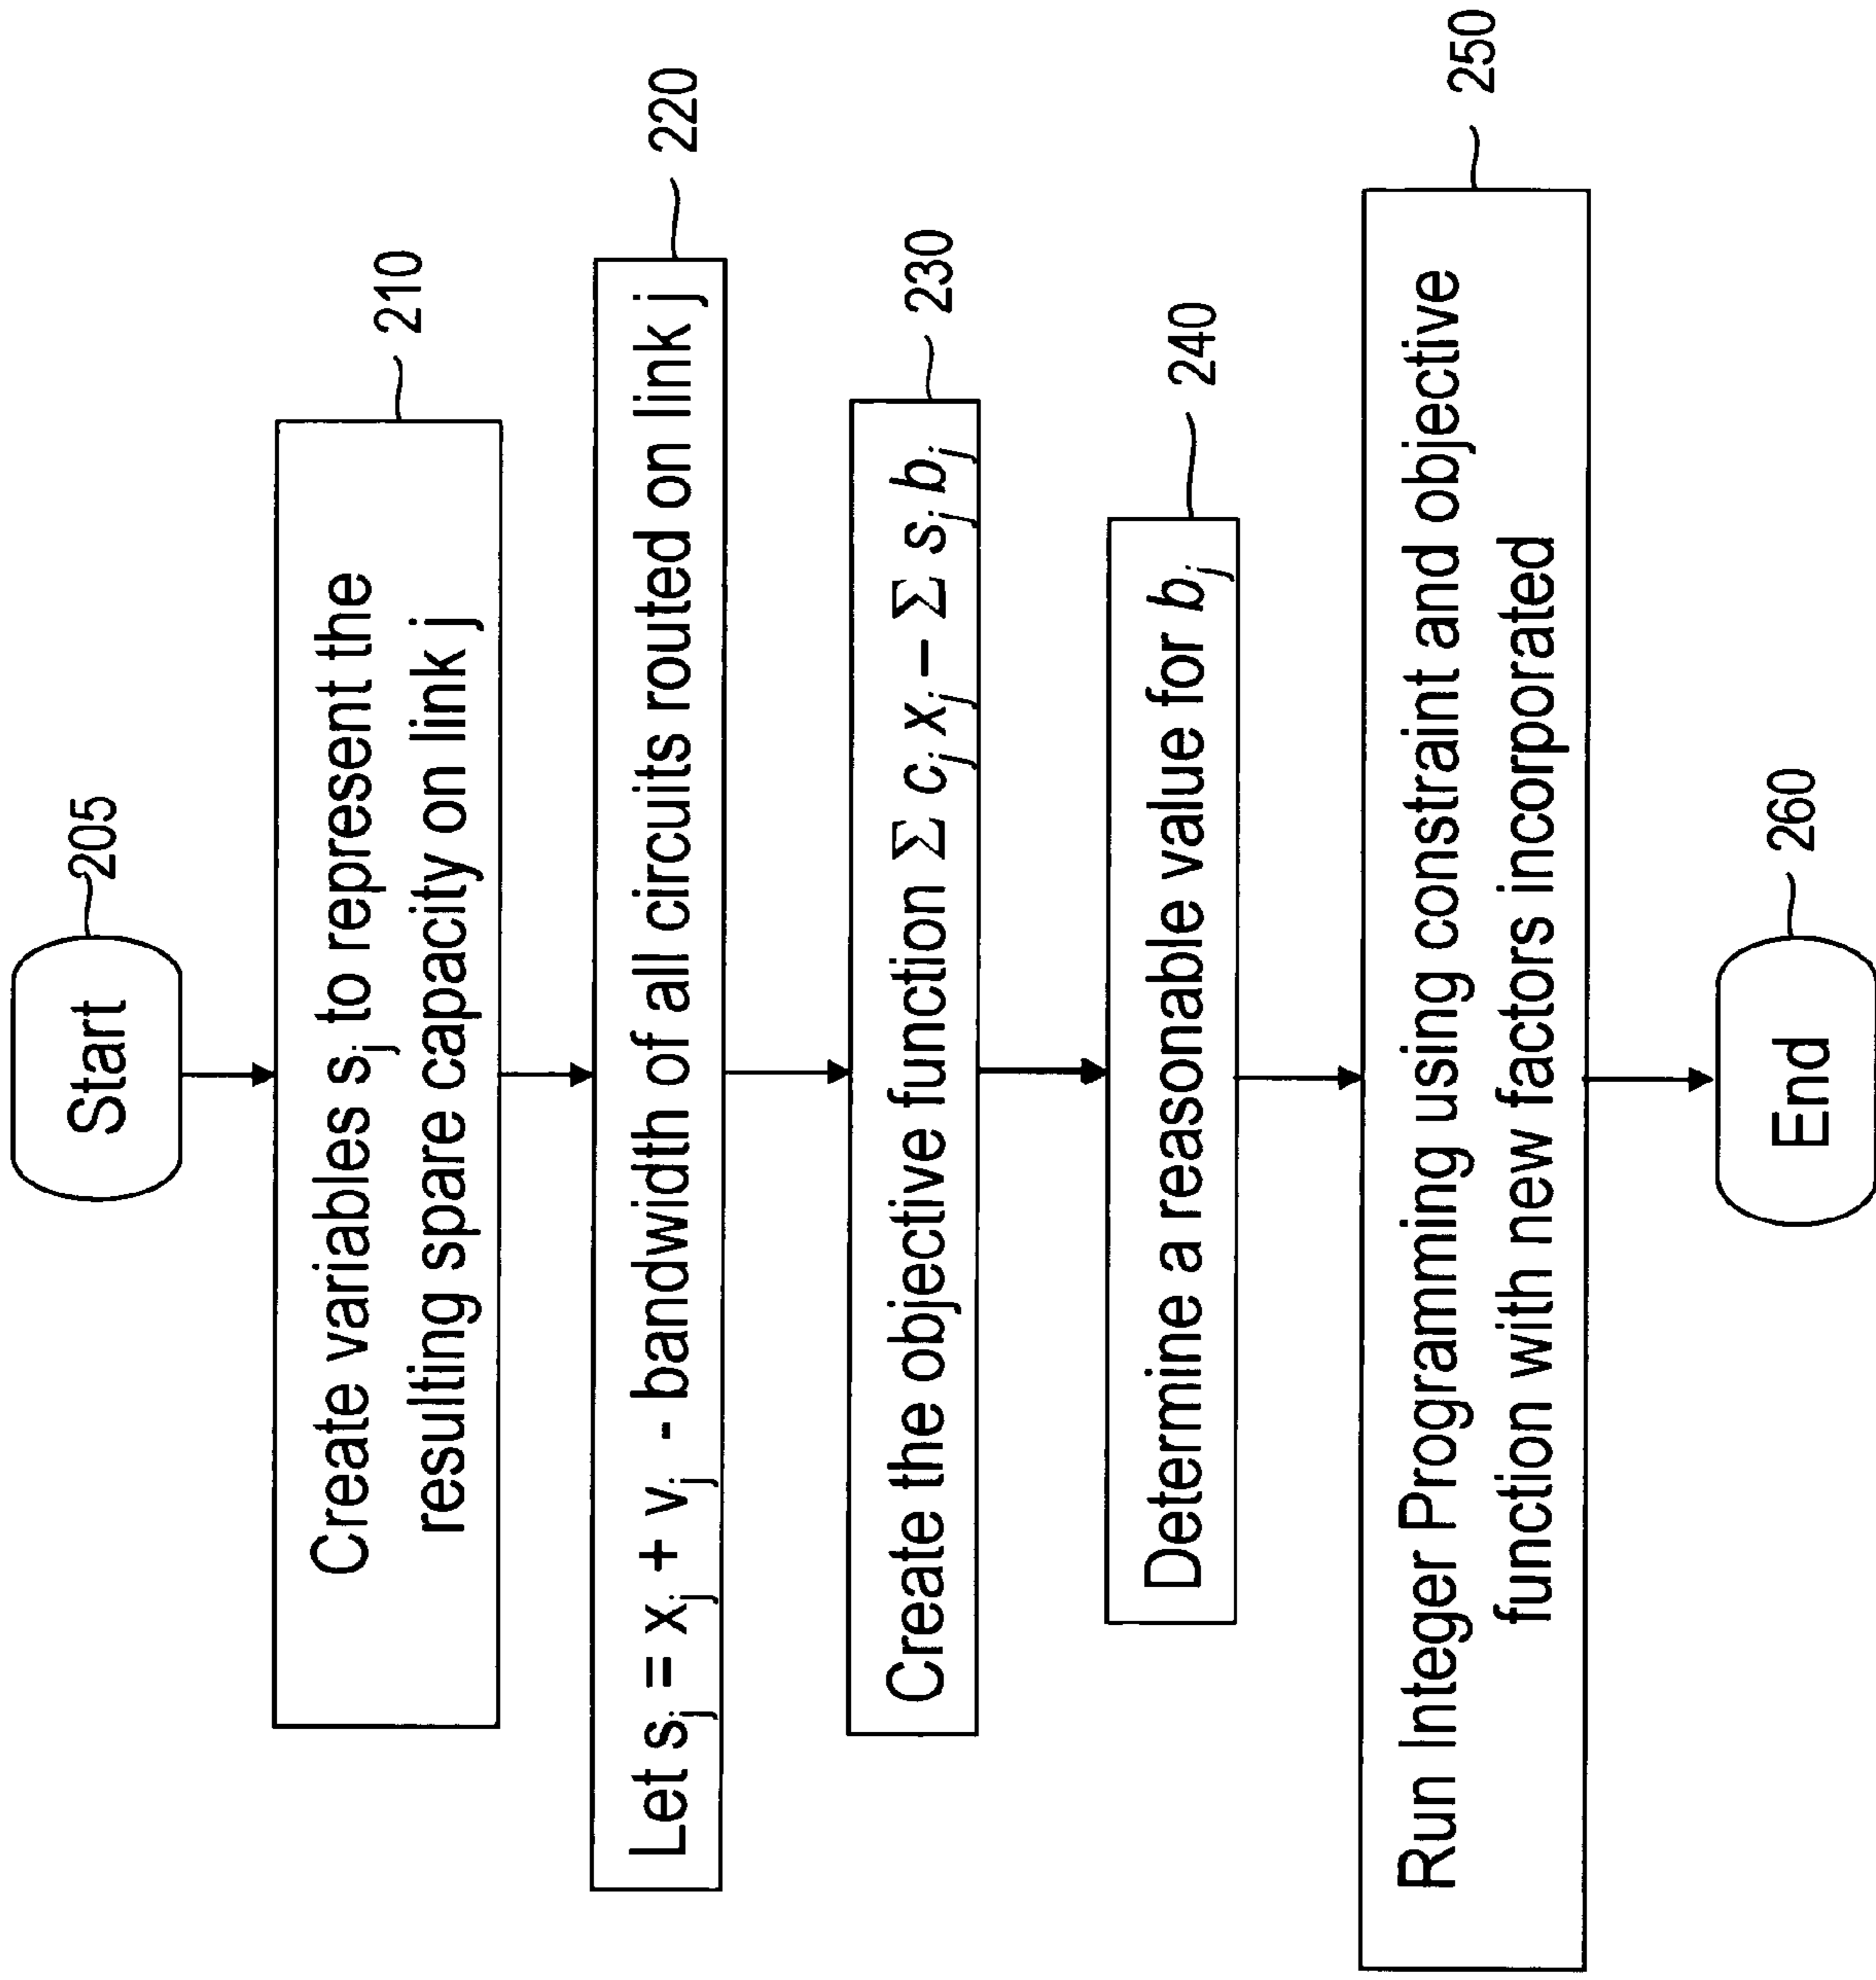 Start
205
Create variables sⱼ to represent the
resulting spare capacity on link j
210
Let sⱼ = xⱼ + vⱼ - bandwidth of all circuits routed on link j
220
Create the objective function Σ cⱼ xⱼ – Σ sⱼ bⱼ
230
Determine a reasonable value for bⱼ
240
Run Integer Programming using constraint and objective
function with new factors incorporated
250
End
260